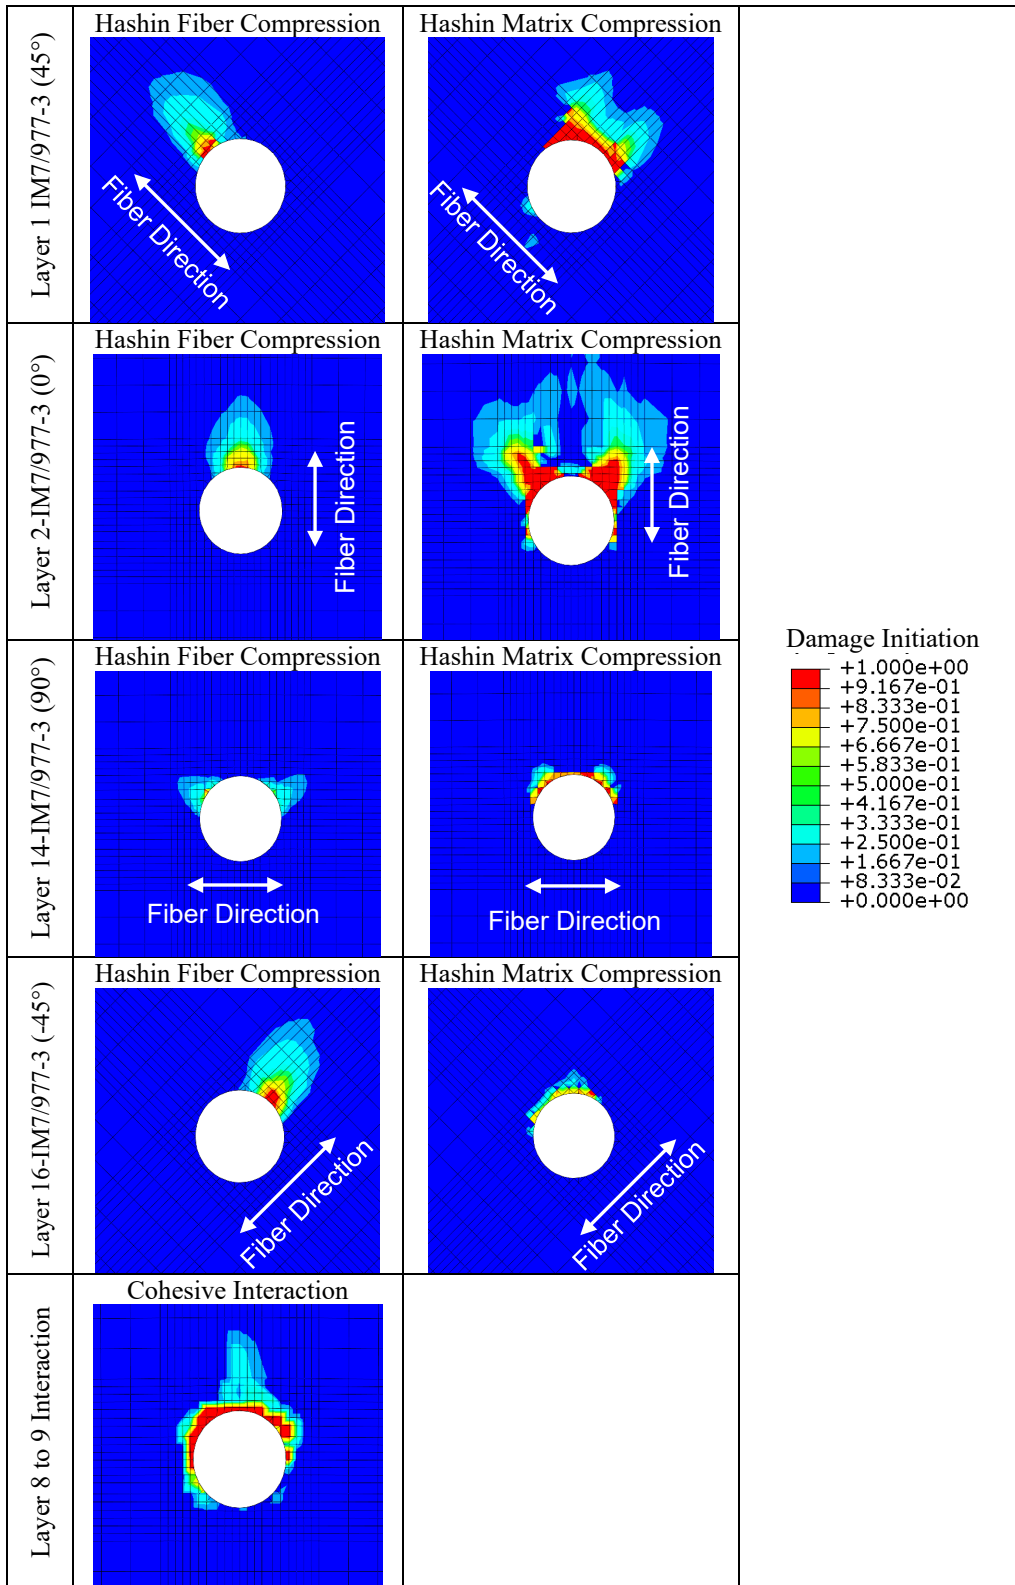 Layer 1 IM7/977-3 (45°)
Hashin Fiber Compression
Fiber Direction
Hashin Matrix Compression
Fiber Direction
Layer 2-IM7/977-3 (0°)
Hashin Fiber Compression
Fiber Direction
Hashin Matrix Compression
Fiber Direction
Layer 14-IM7/977-3 (90°)
Hashin Fiber Compression
Fiber Direction
Hashin Matrix Compression
Fiber Direction
Layer 16-IM7/977-3 (-45°)
Hashin Fiber Compression
Fiber Direction
Hashin Matrix Compression
Fiber Direction
Layer 8 to 9 Interaction
Cohesive Interaction
Damage Initiation
+1.000e+00
+9.167e-01
+8.333e-01
+7.500e-01
+6.667e-01
+5.833e-01
+5.000e-01
+4.167e-01
+3.333e-01
+2.500e-01
+1.667e-01
+8.333e-02
+0.000e+00